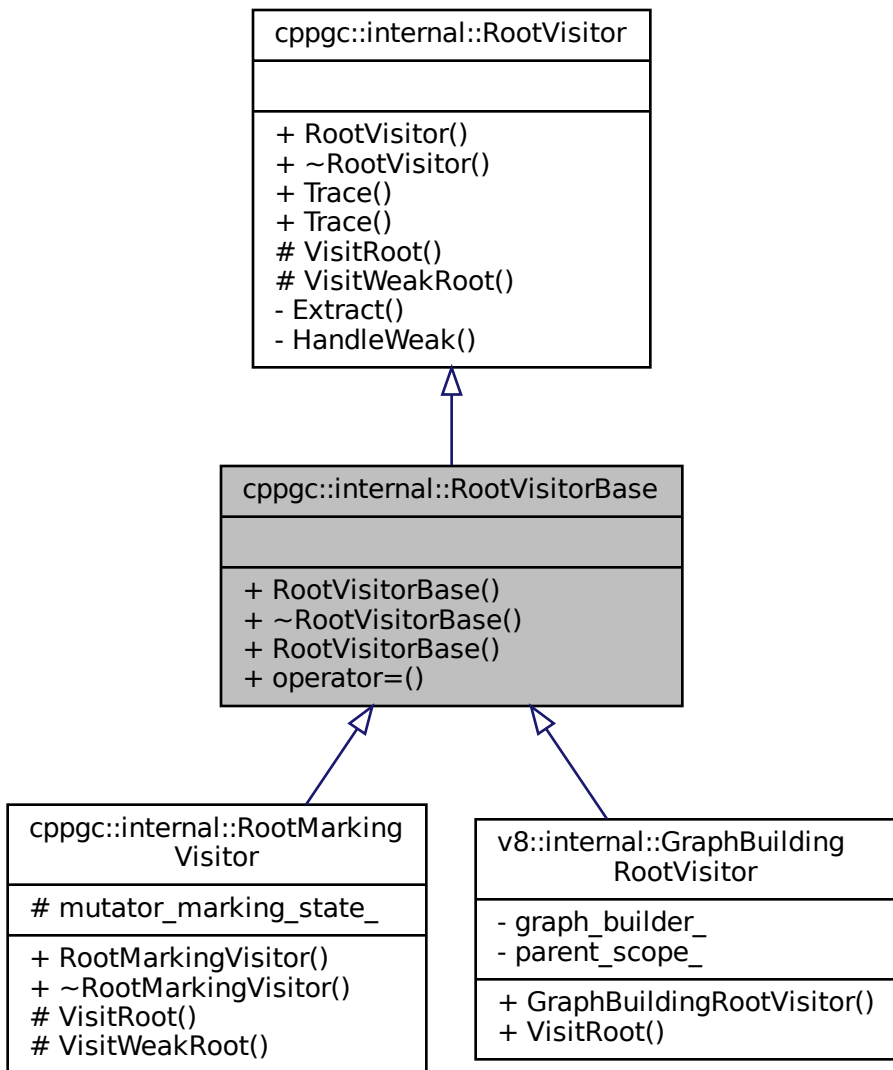 cppgc::internal::RootVisitor
+ RootVisitor()
+ ~RootVisitor()
+ Trace()
+ Trace()
# VisitRoot()
# VisitWeakRoot()
- Extract()
- HandleWeak()
cppgc::internal::RootVisitorBase
+ RootVisitorBase()
+ ~RootVisitorBase()
+ RootVisitorBase()
+ operator=()
cppgc::internal::RootMarking
Visitor
# mutator_marking_state_
+ RootMarkingVisitor()
+ ~RootMarkingVisitor()
# VisitRoot()
# VisitWeakRoot()
v8::internal::GraphBuilding
RootVisitor
- graph_builder_
- parent_scope_
+ GraphBuildingRootVisitor()
+ VisitRoot()